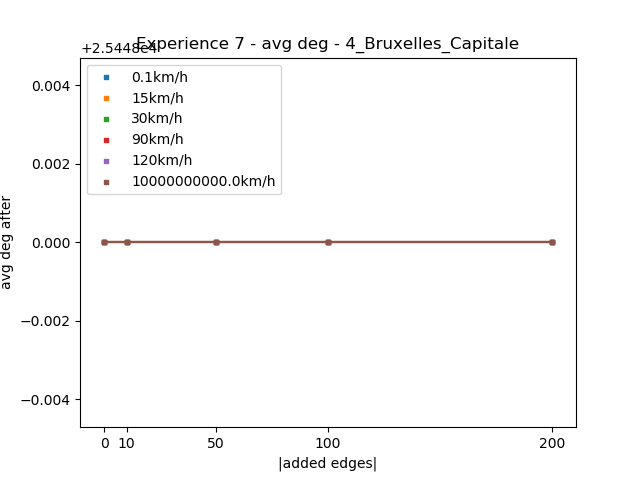 Experience 7 - avg deg - 4_Bruxelles_Capitale
+2.5448e4
0.1km/h
15km/h
30km/h
90km/h
120km/h
10000000000.0km/h
avg deg after
0.004
0.002
0.000
−0.002
−0.004
0 10 50 100 200
|added edges|